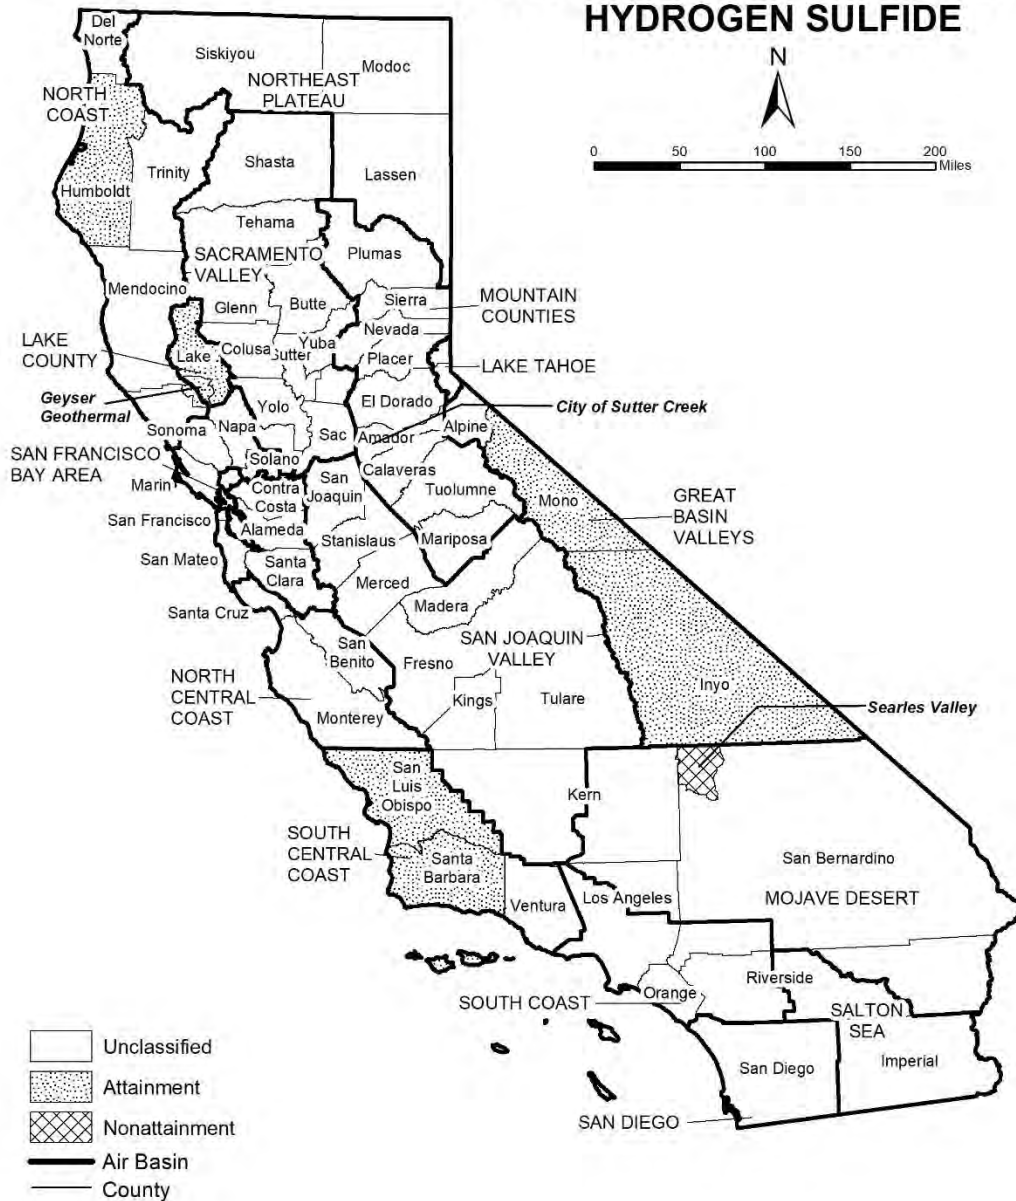 HYDROGEN SULFIDE
N
0 50 100 150 200
Miles
Del
Norte
Siskiyou
Modoc
NORTHEAST
PLATEAU
NORTH
COAST
Humboldt
Trinity
Shasta
Lassen
Tehama
SACRAMENTO
VALLEY
Plumas
Mendocino
Glenn
Butte
Sierra
MOUNTAIN
COUNTIES
Nevada
LAKE
COUNTY
Lake
Colusa
Sutter
Yuba
Placer
LAKE TAHOE
Geyser
Geothermal
Yolo
El Dorado
City of Sutter Creek
Sonoma
Napa
Sac
Amador
Alpine
SAN FRANCISCO
BAY AREA
Solano
Calaveras
Marin
Contra
Costa
San
Joaquin
Tuolumne
Mono
GREAT
BASIN
VALLEYS
San Francisco
Alameda
Stanislaus
Mariposa
San Mateo
Santa
Clara
Merced
Santa Cruz
Madera
San
Benito
Fresno
SAN JOAQUIN
VALLEY
NORTH
CENTRAL
COAST
Monterey
Kings
Tulare
Inyo
Searles Valley
San
Luis
Obispo
Kern
SOUTH
CENTRAL
COAST
Santa
Barbara
San Bernardino
Ventura
Los Angeles
MOJAVE DESERT
SOUTH COAST
Orange
Riverside
SALTON
SEA
San Diego
Imperial
SAN DIEGO
Unclassified
Attainment
Nonattainment
Air Basin
County